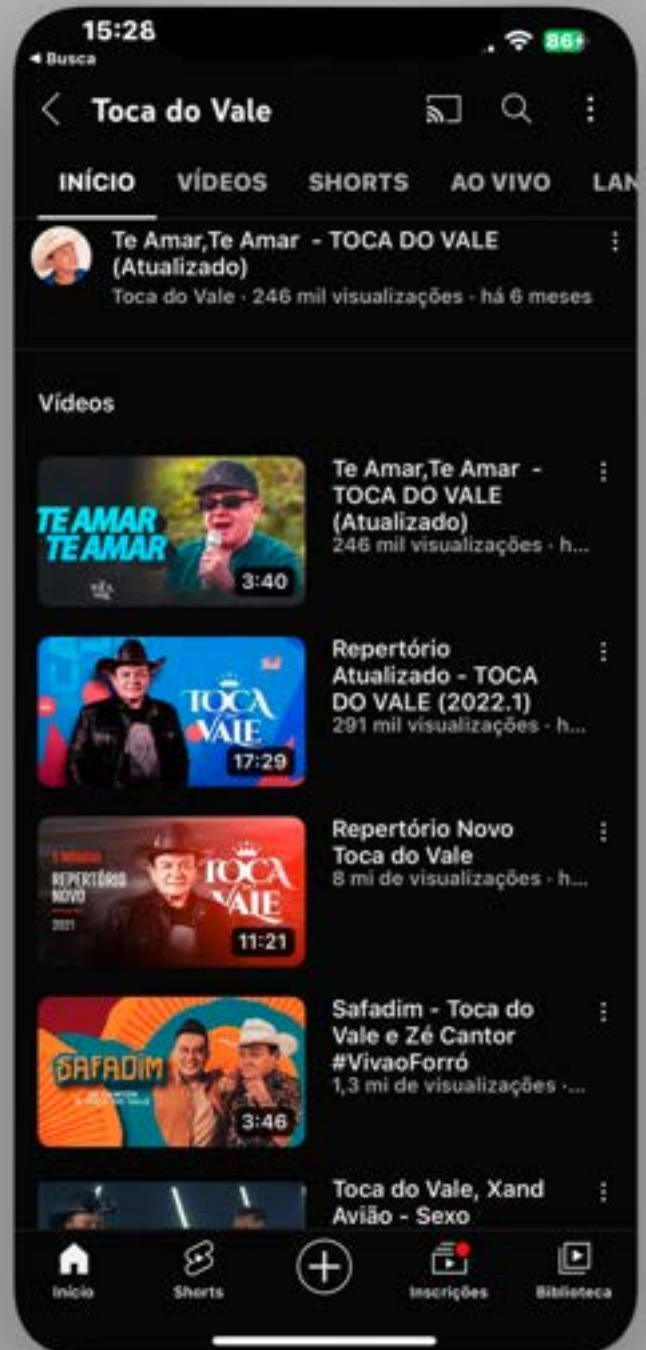 15:28
86
Busca
Toca do Vale
INÍCIO VÍDEOS SHORTS AO VIVO LAN
Te Amar,Te Amar - TOCA DO VALE
(Atualizado)
Toca do Vale · 246 mil visualizações · há 6 meses
Vídeos
TE AMAR
TE AMAR
3:40
Te Amar,Te Amar -
TOCA DO VALE
(Atualizado)
246 mil visualizações · h...
TOCA
VALE
17:29
Repertório
Atualizado - TOCA
DO VALE (2022.1)
291 mil visualizações · h...
REPERTÓRIO
NOVO
2021
TOCA
VALE
11:21
Repertório Novo
Toca do Vale
8 mi de visualizações · h...
SAFADIM
3:46
Safadim - Toca do
Vale e Zé Cantor
#VivaoForró
1,3 mi de visualizações ·...
Toca do Vale, Xand
Avião - Sexo
Início Shorts Inscrições Biblioteca